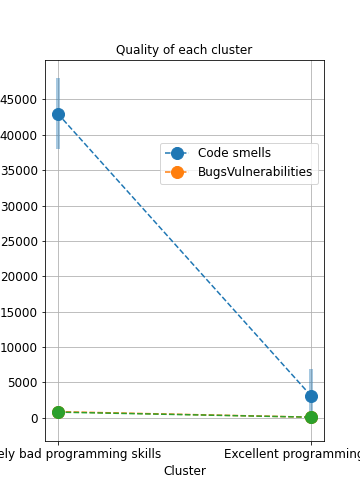 Quality of each cluster
45000
40000
35000
30000
25000
20000
15000
10000
5000
0
Code smells
BugsVulnerabilities
ely bad programming skills Excellent programming
Cluster